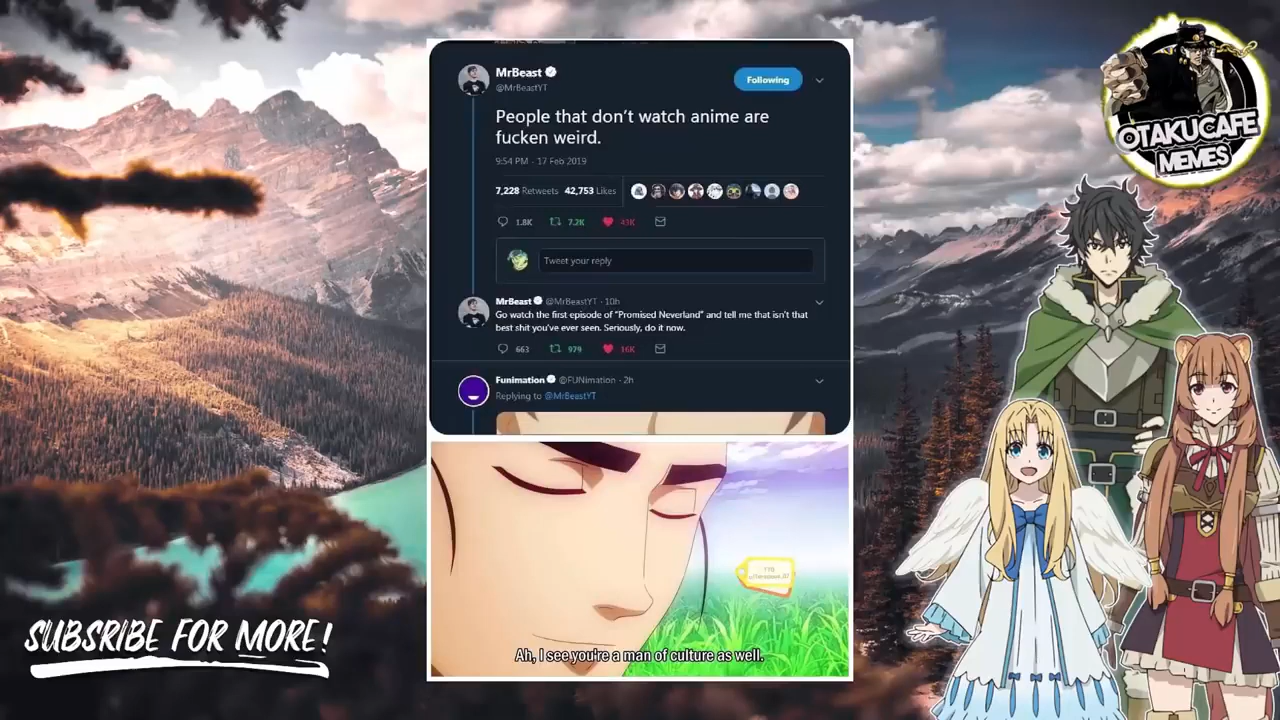 MrBeast
@MrBeastYT
Following
People that don't watch anime are
fucken weird.
9:54 PM - 17 Feb 2019
7,228 Retweets 42,753 Likes
1.8K 7.2K 43K
Tweet your reply
MrBeast @MrBeastYT · 10h
Go watch the first episode of "Promised Neverland" and tell me that isn't that
best shit you've ever seen. Seriously, do it now.
663 979 16K
Funimation @FUNimation · 2h
Replying to @MrBeastYT
Ah, I see you're a man of culture as well.
OTAKUCAFE
MEMES
SUBSRIBE FOR MORE!